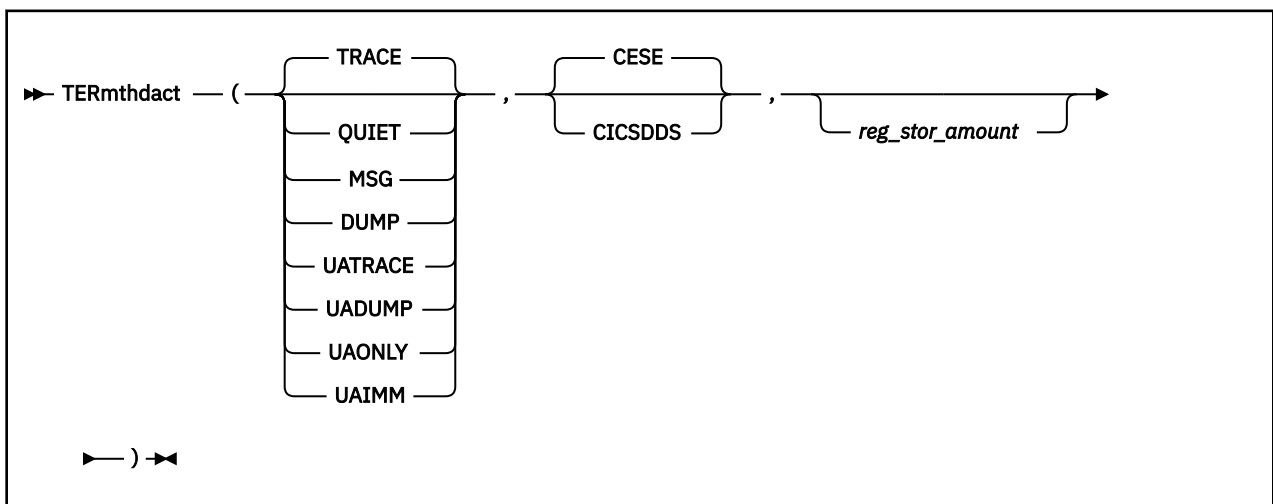 TRACE CESE
TERmthdact ( , , 
QUIET CICSDDS reg_stor_amount
MSG
DUMP
UATRACE
UADUMP
UAONLY
UAIMM
)